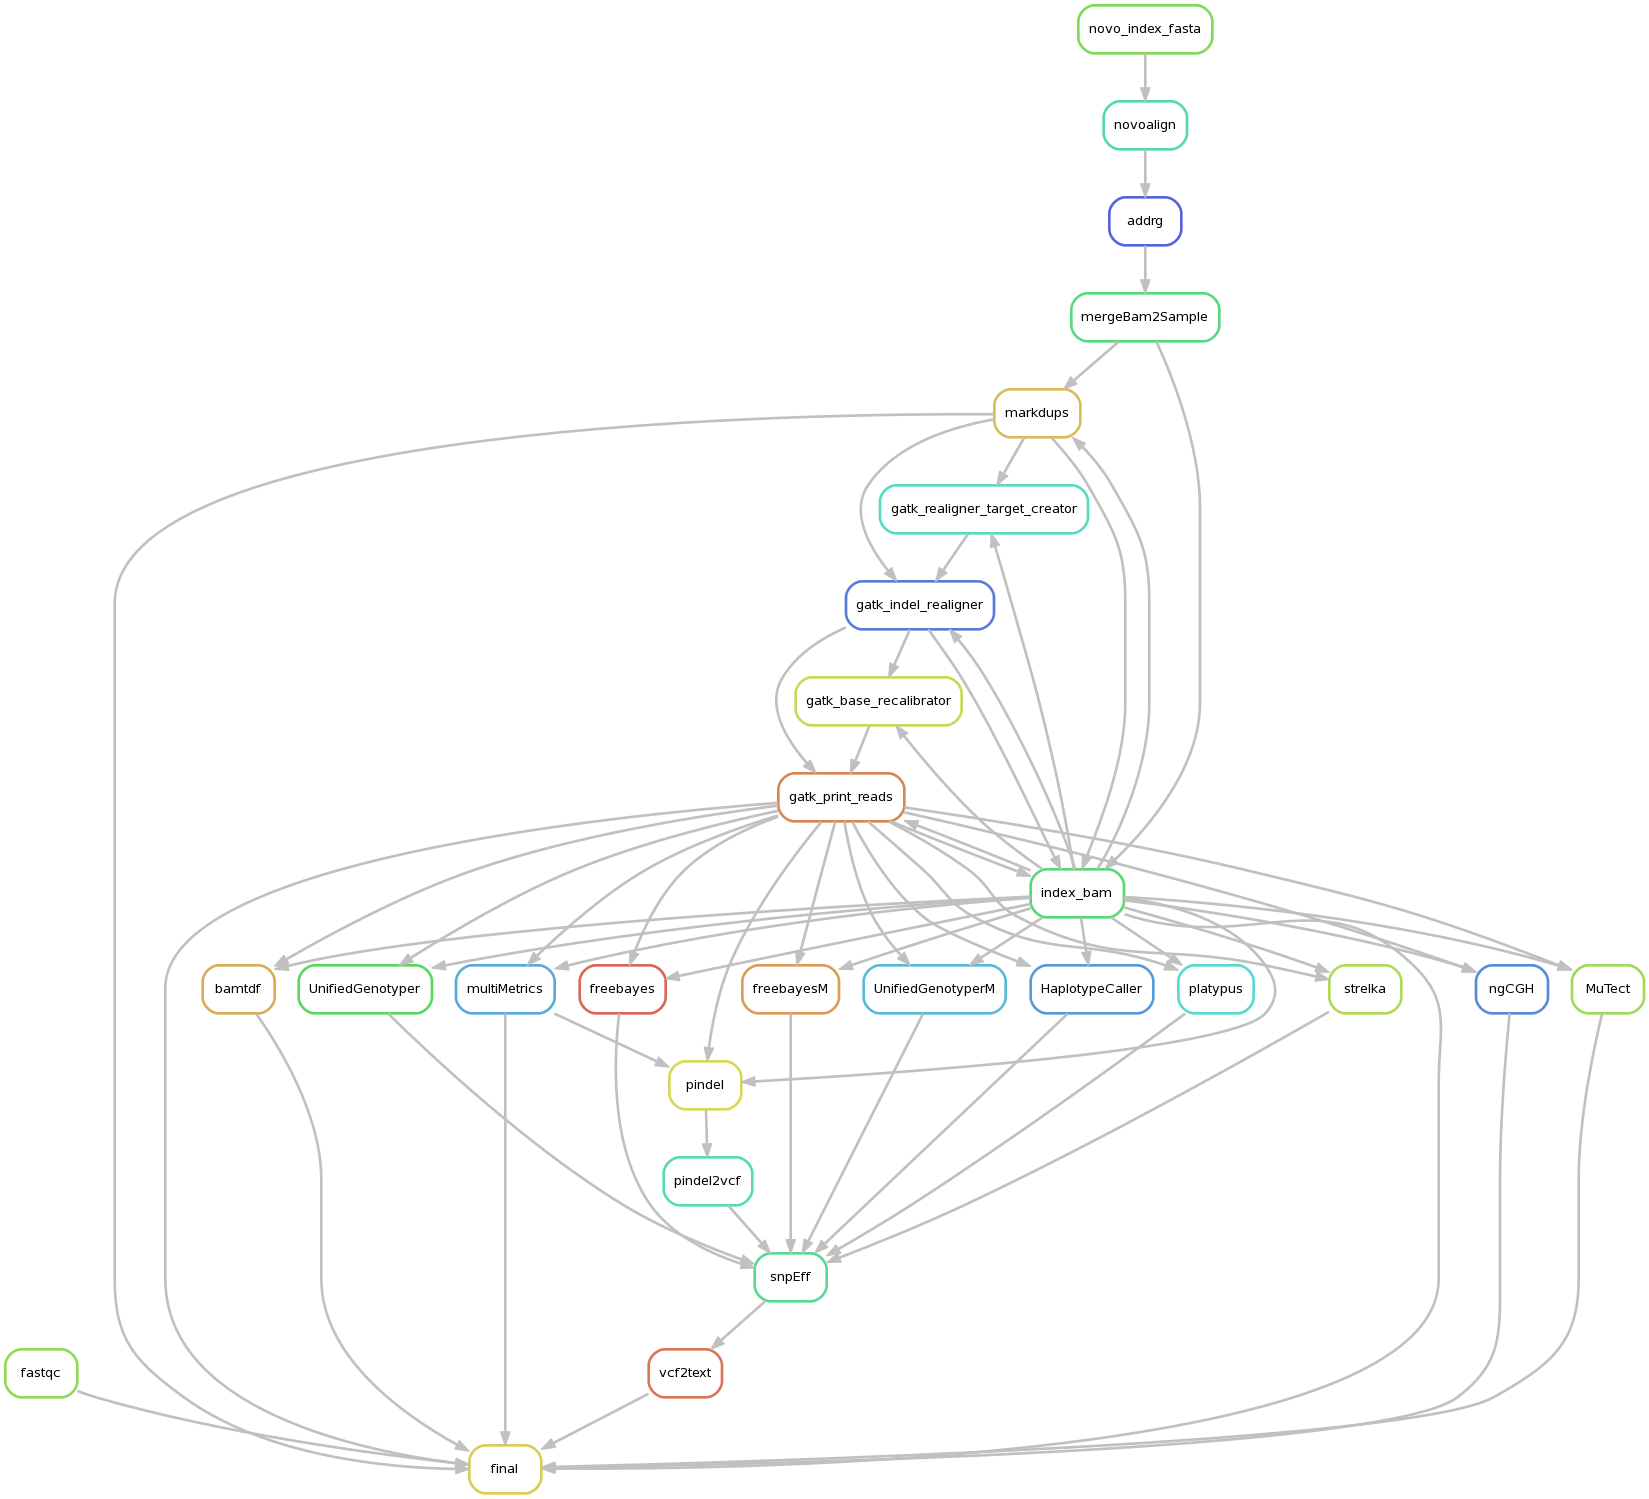 novo_index_fasta
novoalign
addrg
mergeBam2Sample
markdups
gatk_realigner_target_creator
gatk_indel_realigner
gatk_base_recalibrator
gatk_print_reads
index_bam
bamtdf
UnifiedGenotyper
multiMetrics
freebayes
freebayesM
UnifiedGenotyperM
HaplotypeCaller
platypus
strelka
ngCGH
MuTect
pindel
pindel2vcf
snpEff
fastqc
vcf2text
final